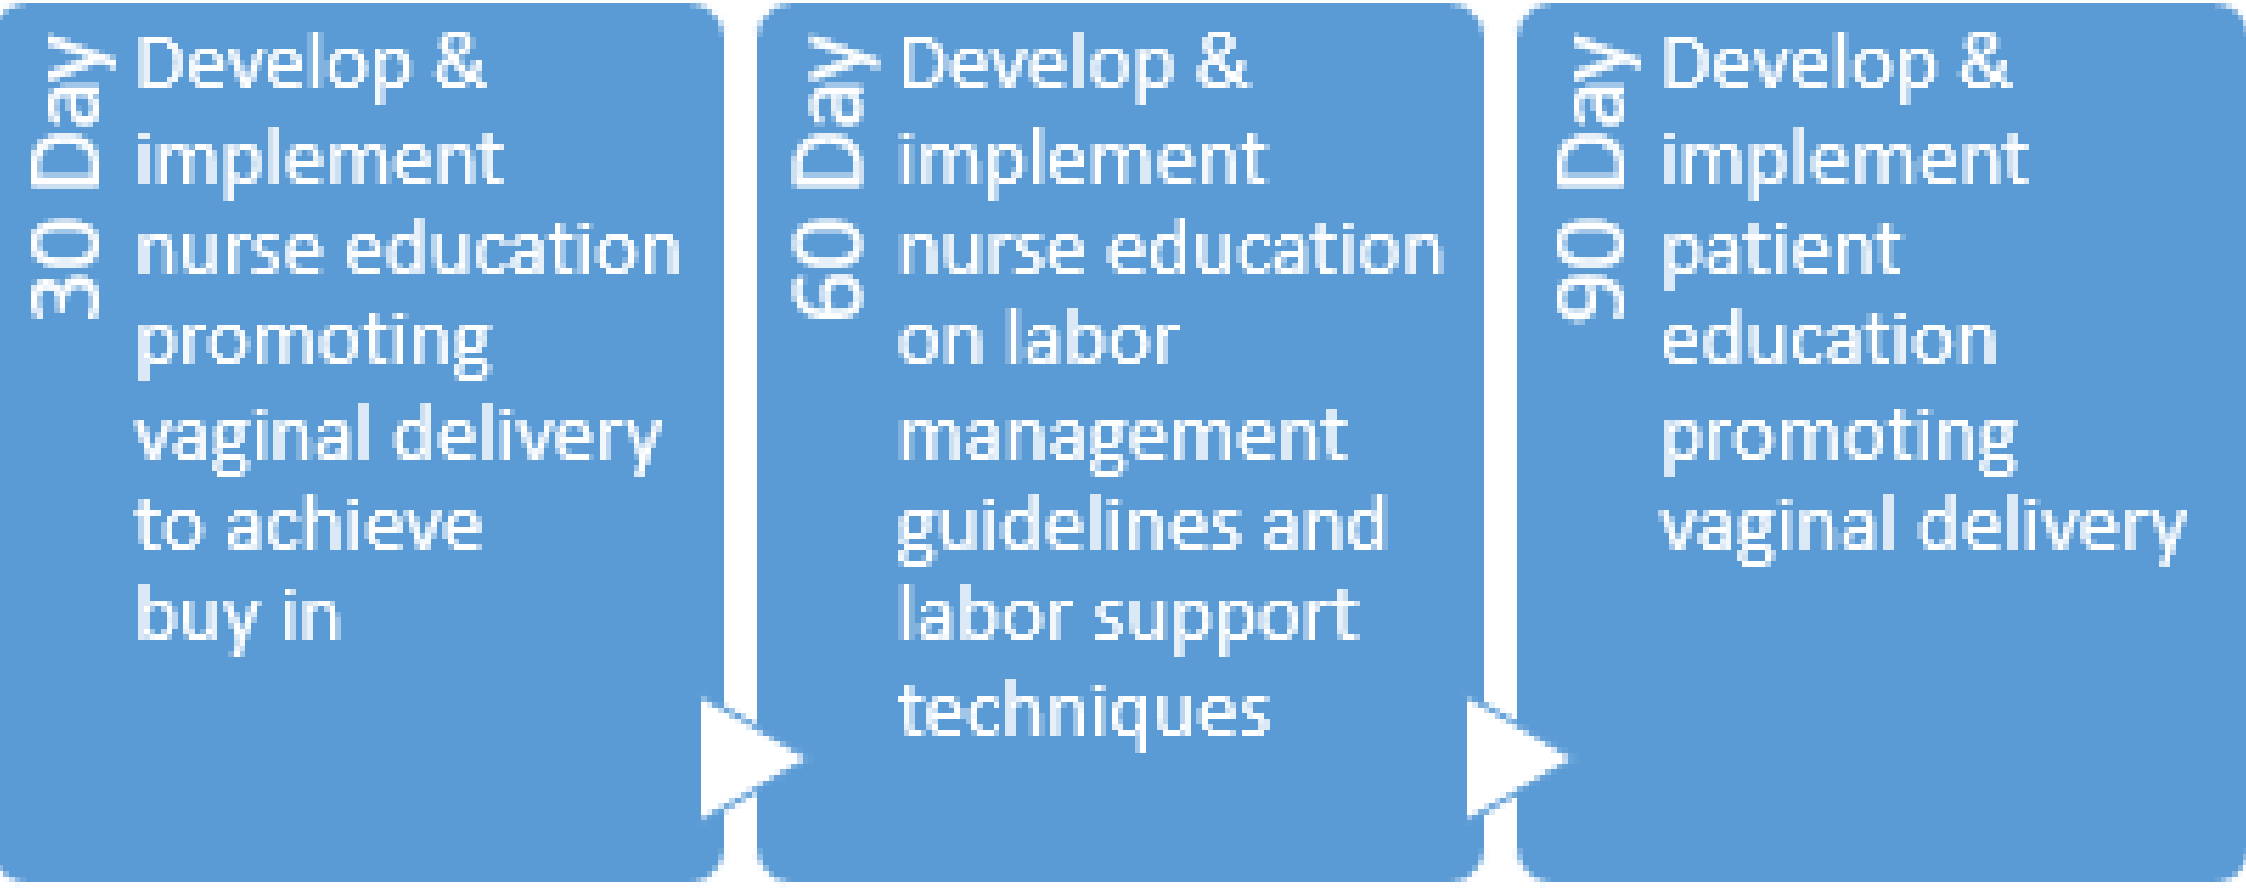 30 Day
Develop &
implement
nurse education
promoting
vaginal delivery
to achieve
buy in
60 Day
Develop &
implement
nurse education
on labor
management
guidelines and
labor support
techniques
90 Day
Develop &
implement
patient
education
promoting
vaginal delivery